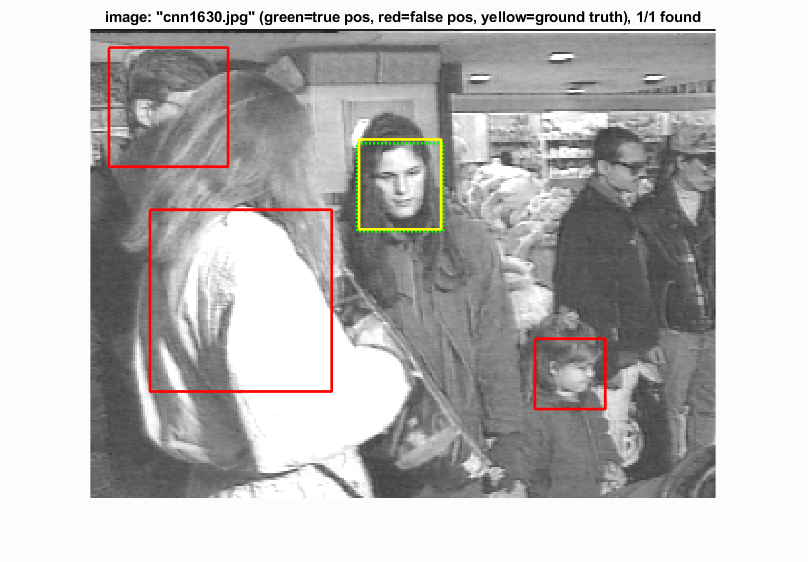 image: "cnn1630.jpg" (green=true pos, red=false pos, yellow=ground truth), 1/1 found